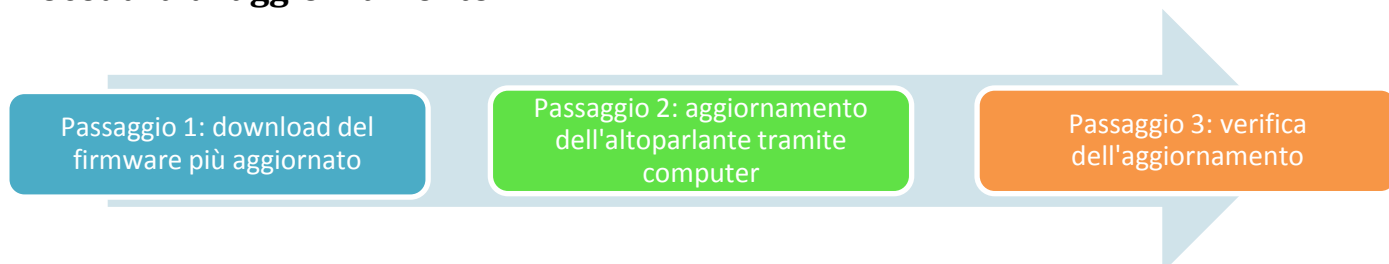 Passaggio 1: download del
firmware più aggiornato
Passaggio 2: aggiornamento
dell'altoparlante tramite
computer
Passaggio 3: verifica
dell'aggiornamento